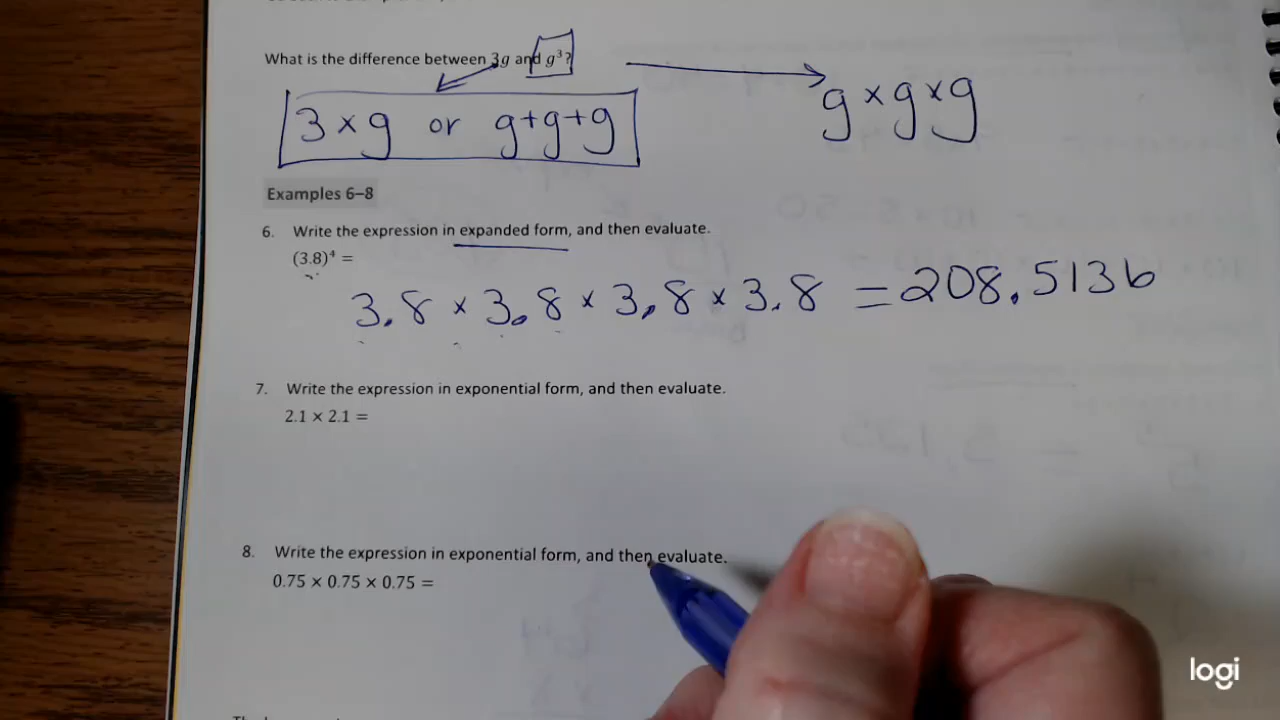 What is the difference between 3g and g³?
3 × g or g+g+g
g × g × g
Examples 6–8
6. Write the expression in expanded form, and then evaluate.
(3.8)⁴ =
3.8 × 3.8 × 3.8 × 3.8 = 208.5136
7. Write the expression in exponential form, and then evaluate.
2.1 × 2.1 =
8. Write the expression in exponential form, and then evaluate.
0.75 × 0.75 × 0.75 =
logi